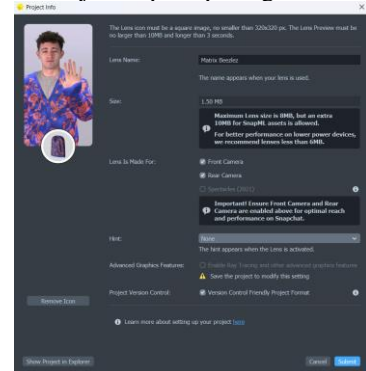 Project Info
The Lens icon must be a square image, no smaller than 320x320 px. The Lens Preview must be
no larger than 10MB and longer than 3 seconds.
Lens Name:
Matrix Beezlez
The name appears when your lens is used.
Size:
1.50 MB
Maximum Lens size is 8MB, but an extra
10MB for SnapML assets is allowed.
For better performance on lower power devices,
we recommend lenses less than 6MB.
Lens Is Made For:
Front Camera
Rear Camera
Spectacles (2021)
Important! Ensure Front Camera and Rear
Camera are enabled above for optimal reach
and performance on Snapchat.
Hint:
None
The hint appears when the Lens is activated.
Advanced Graphics Features:
Enable Ray Tracing and other advanced graphics features
Save the project to modify this setting
Remove Icon
Project Version Control:
Version Control Friendly Project Format
Learn more about setting up your project here
Show Project in Explorer
Cancel
Submit